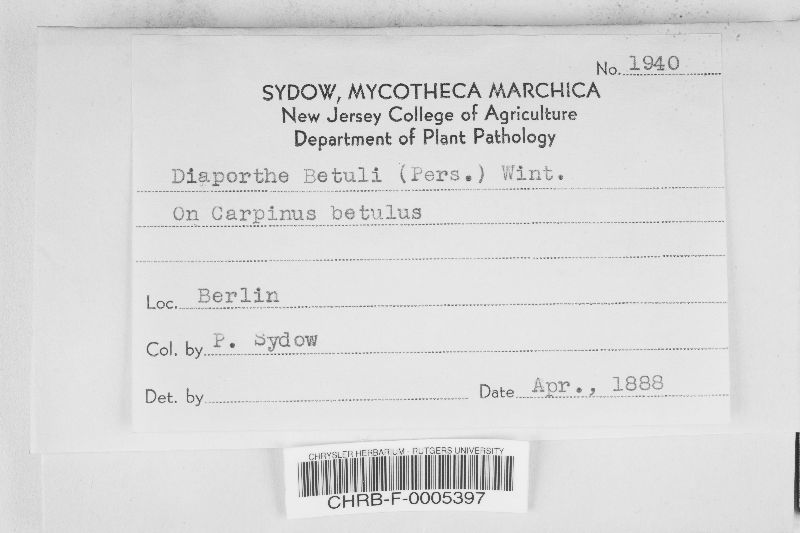 No. 1940
SYDOW, MYCOTHECA MARCHICA
New Jersey College of Agriculture
Department of Plant Pathology
Diaporthe Betuli (Pers.) Wint.
On Carpinus betulus
Loc. Berlin
Col. by P. Sydow
Det. by
Date Apr., 1888
CHRYSLER HERBARIUM - RUTGERS UNIVERSITY
CHRB-F-0005397